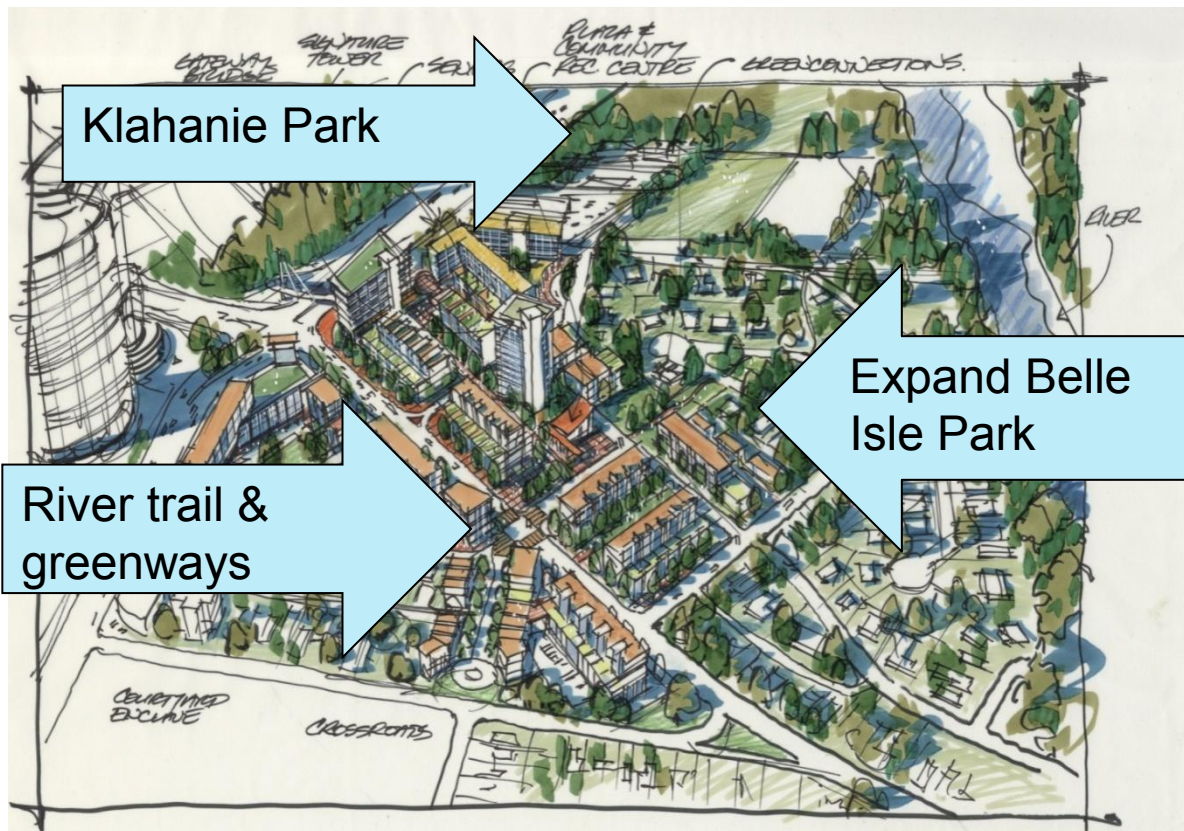 GATEWAY
BRIDGE
SIGNATURE
TOWER
PLAZA &
COMMUNITY
REC. CENTRE
GREEN CONNECTIONS.
Klahanie Park
RIVER
Expand Belle
Isle Park
River trail &
greenways
COURTYARD
ENCLAVE
CROSSROADS